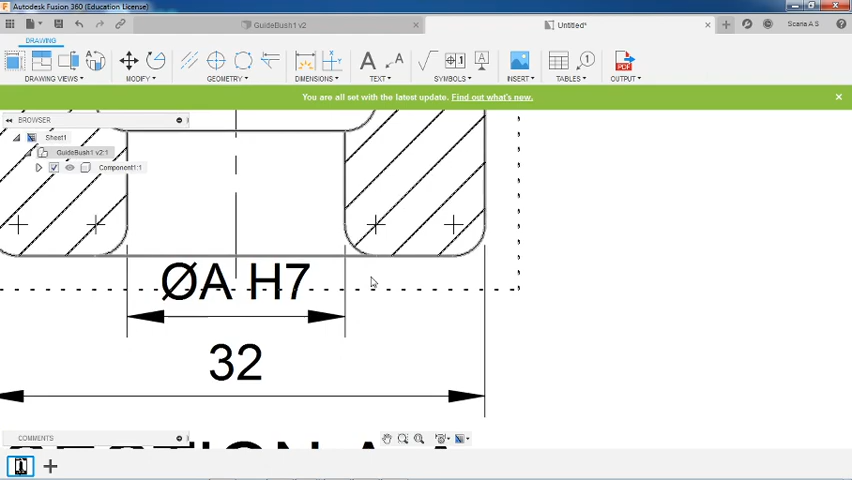 Autodesk Fusion 360 (Education License)
GuideBush1 v2
Untitled*
Scaria A S
DRAWING
DRAWING VIEWS
MODIFY
GEOMETRY
DIMENSIONS
TEXT
SYMBOLS
INSERT
TABLES
OUTPUT
You are all set with the latest update. Find out what's new.
BROWSER
Sheet1
GuideBush1 v2:1
Component1:1
ØA H7
32
COMMENTS
SECTION A-A